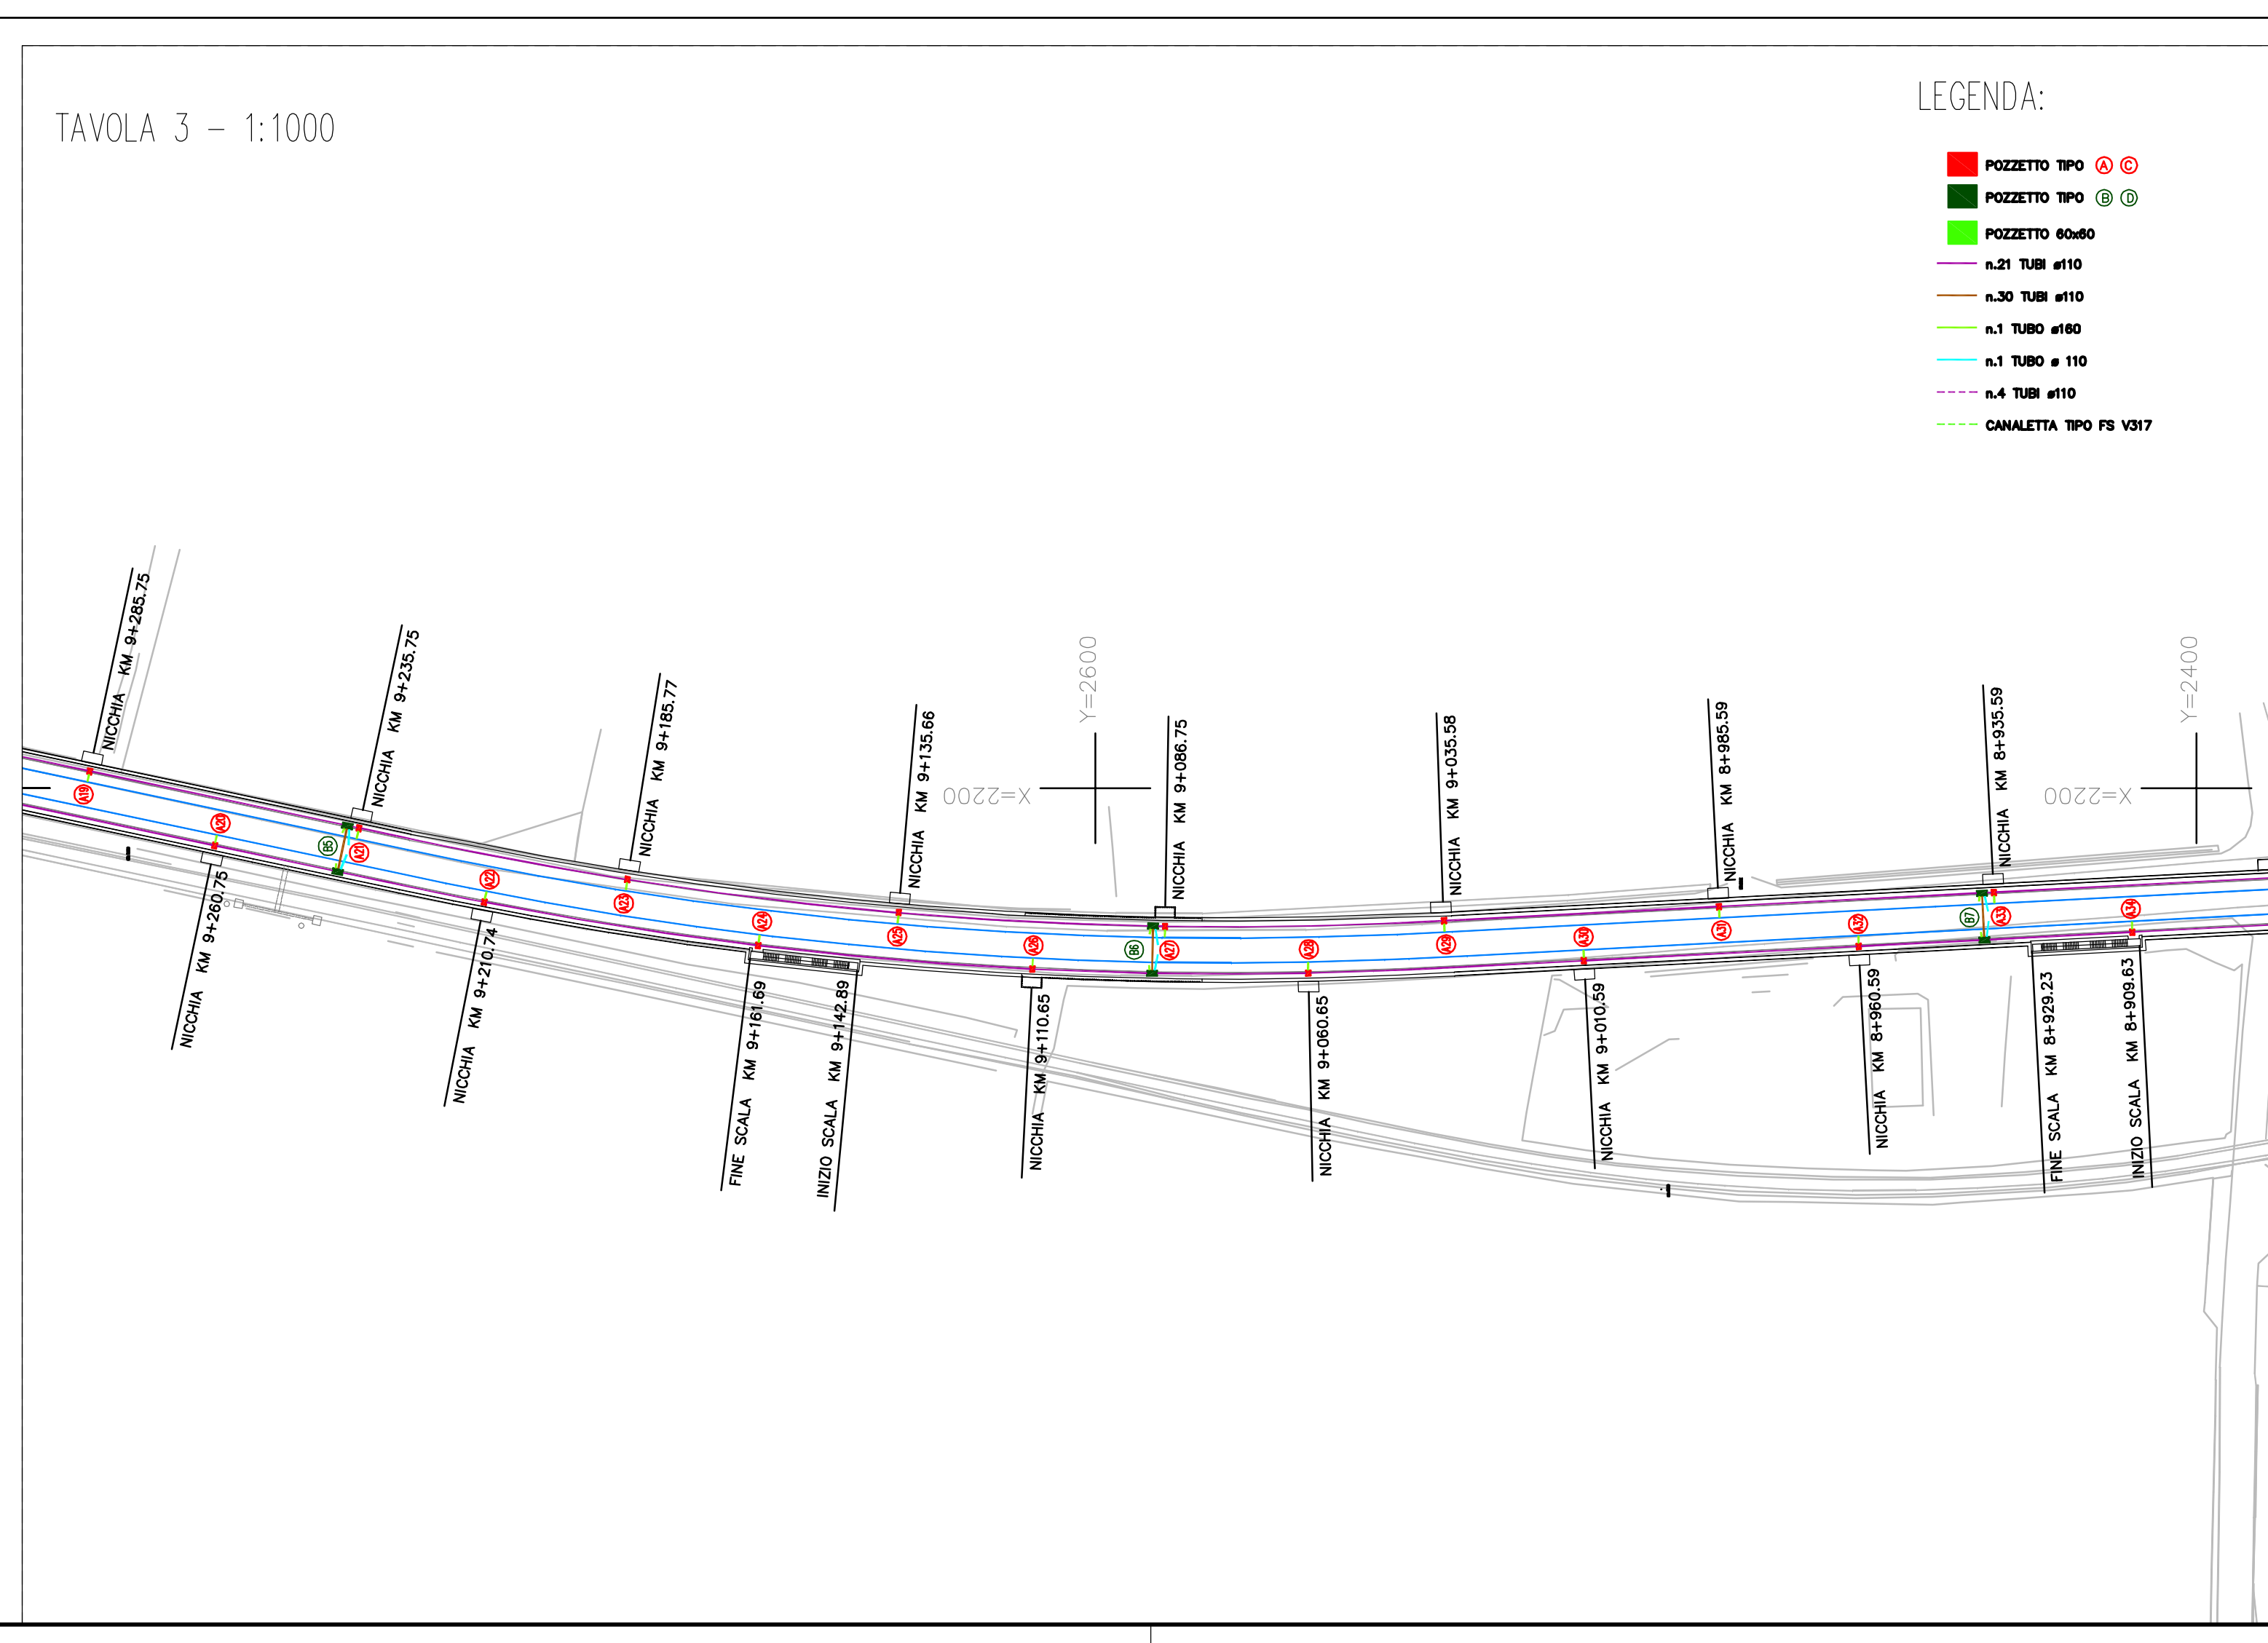 TAVOLA 3 - 1:1000
LEGENDA:
POZZETTO TIPO A C
POZZETTO TIPO B D
POZZETTO 60x60
n.21 TUBI ø110
n.30 TUBI ø110
n.1 TUBO ø160
n.1 TUBO ø 110
n.4 TUBI ø110
CANALETTA TIPO FS V317
NICCHIA KM 9+285.75
NICCHIA KM 9+235.75
NICCHIA KM 9+185.77
NICCHIA KM 9+135.66
Y=2600
X=2200
NICCHIA KM 9+086.75
NICCHIA KM 9+035.58
NICCHIA KM 8+985.59
NICCHIA KM 8+935.59
Y=2400
X=2200
A19
A20
B5
A21
A22
A23
A24
A25
A26
B6
A27
A28
A29
A30
A31
A32
B7
A33
A34
NICCHIA KM 9+260.75
NICCHIA KM 9+210.74
FINE SCALA KM 9+161.69
INIZIO SCALA KM 9+142.89
NICCHIA KM 9+110.65
NICCHIA KM 9+060.65
NICCHIA KM 9+010.59
NICCHIA KM 8+960.59
FINE SCALA KM 8+929.23
INIZIO SCALA KM 8+909.63